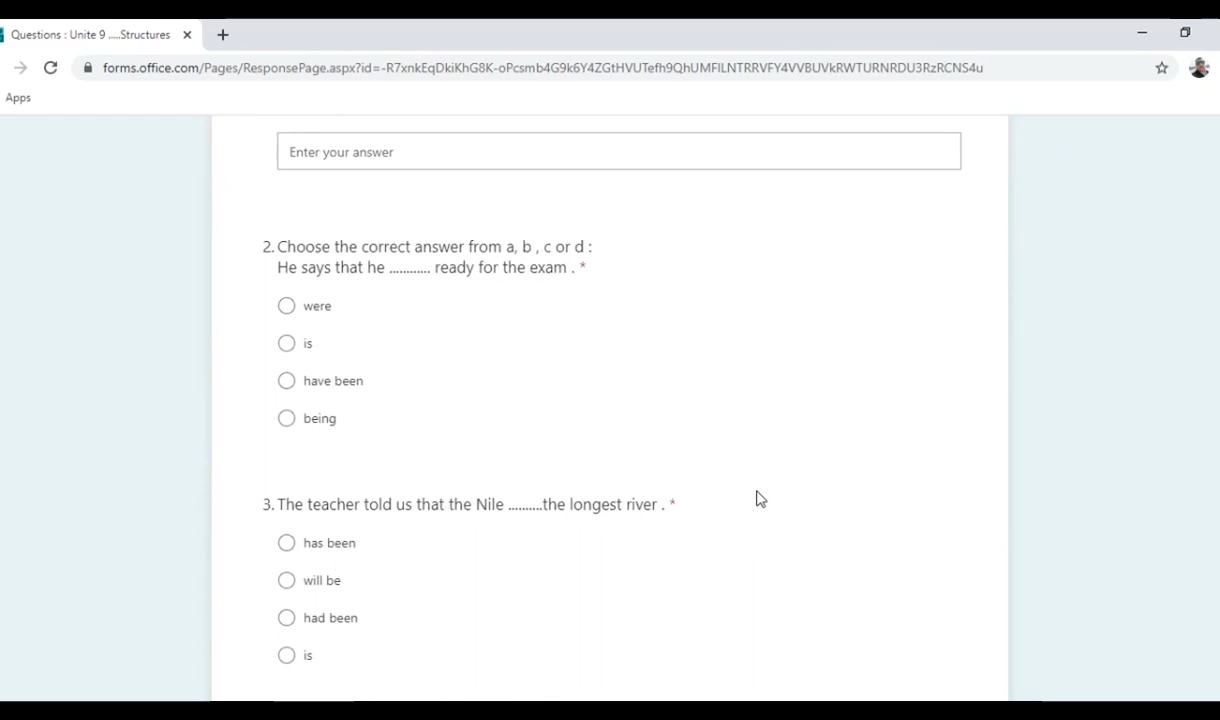 Questions : Unite 9 .....Structures
forms.office.com/Pages/ResponsePage.aspx?id=-R7xnkEqDkiKhG8K-oPcsmb4G9k6Y4ZGtHVUTefh9QhUMFlLNTRRVFY4VVBUVkRWTURNRDU3RzRCNS4u
Apps
Enter your answer
2. Choose the correct answer from a, b , c or d :
He says that he ............ ready for the exam . *
were
is
have been
being
3. The teacher told us that the Nile ..........the longest river . *
has been
will be
had been
is